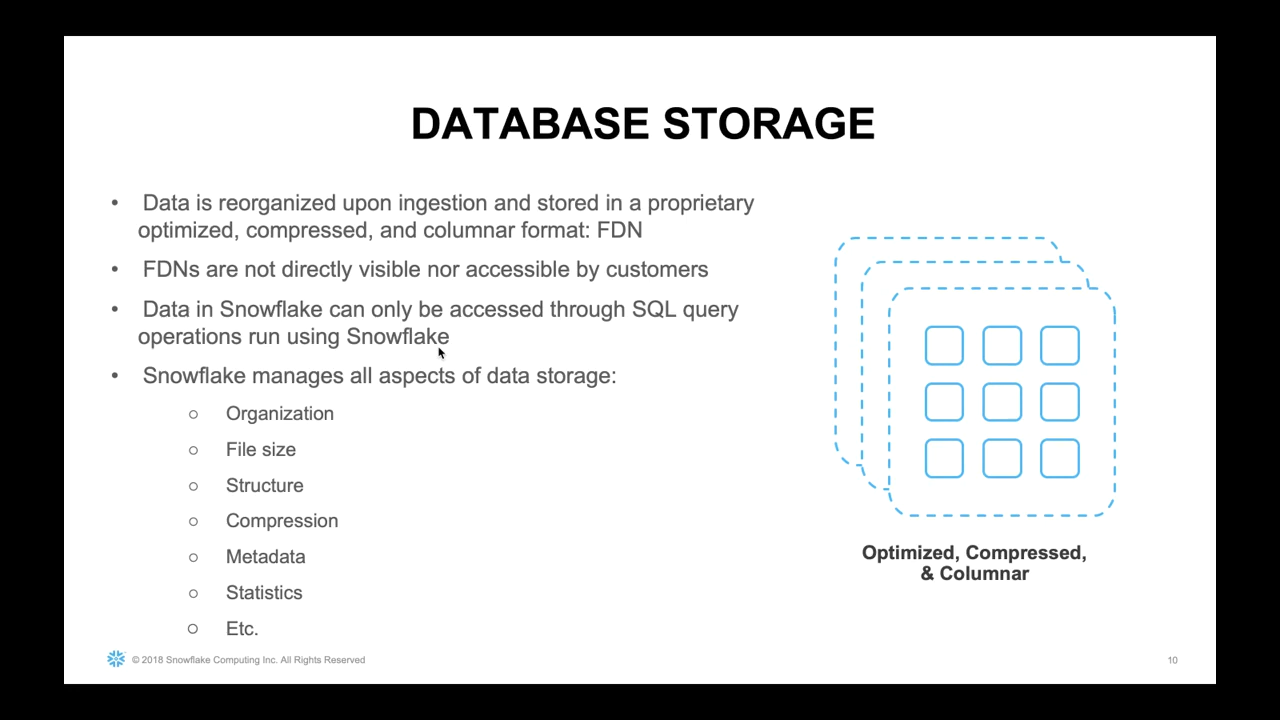 DATABASE STORAGE
• Data is reorganized upon ingestion and stored in a proprietary
optimized, compressed, and columnar format: FDN
• FDNs are not directly visible nor accessible by customers
• Data in Snowflake can only be accessed through SQL query
operations run using Snowflake
• Snowflake manages all aspects of data storage:
○ Organization
○ File size
○ Structure
○ Compression
○ Metadata
○ Statistics
○ Etc.
Optimized, Compressed,
& Columnar
© 2018 Snowflake Computing Inc. All Rights Reserved
10